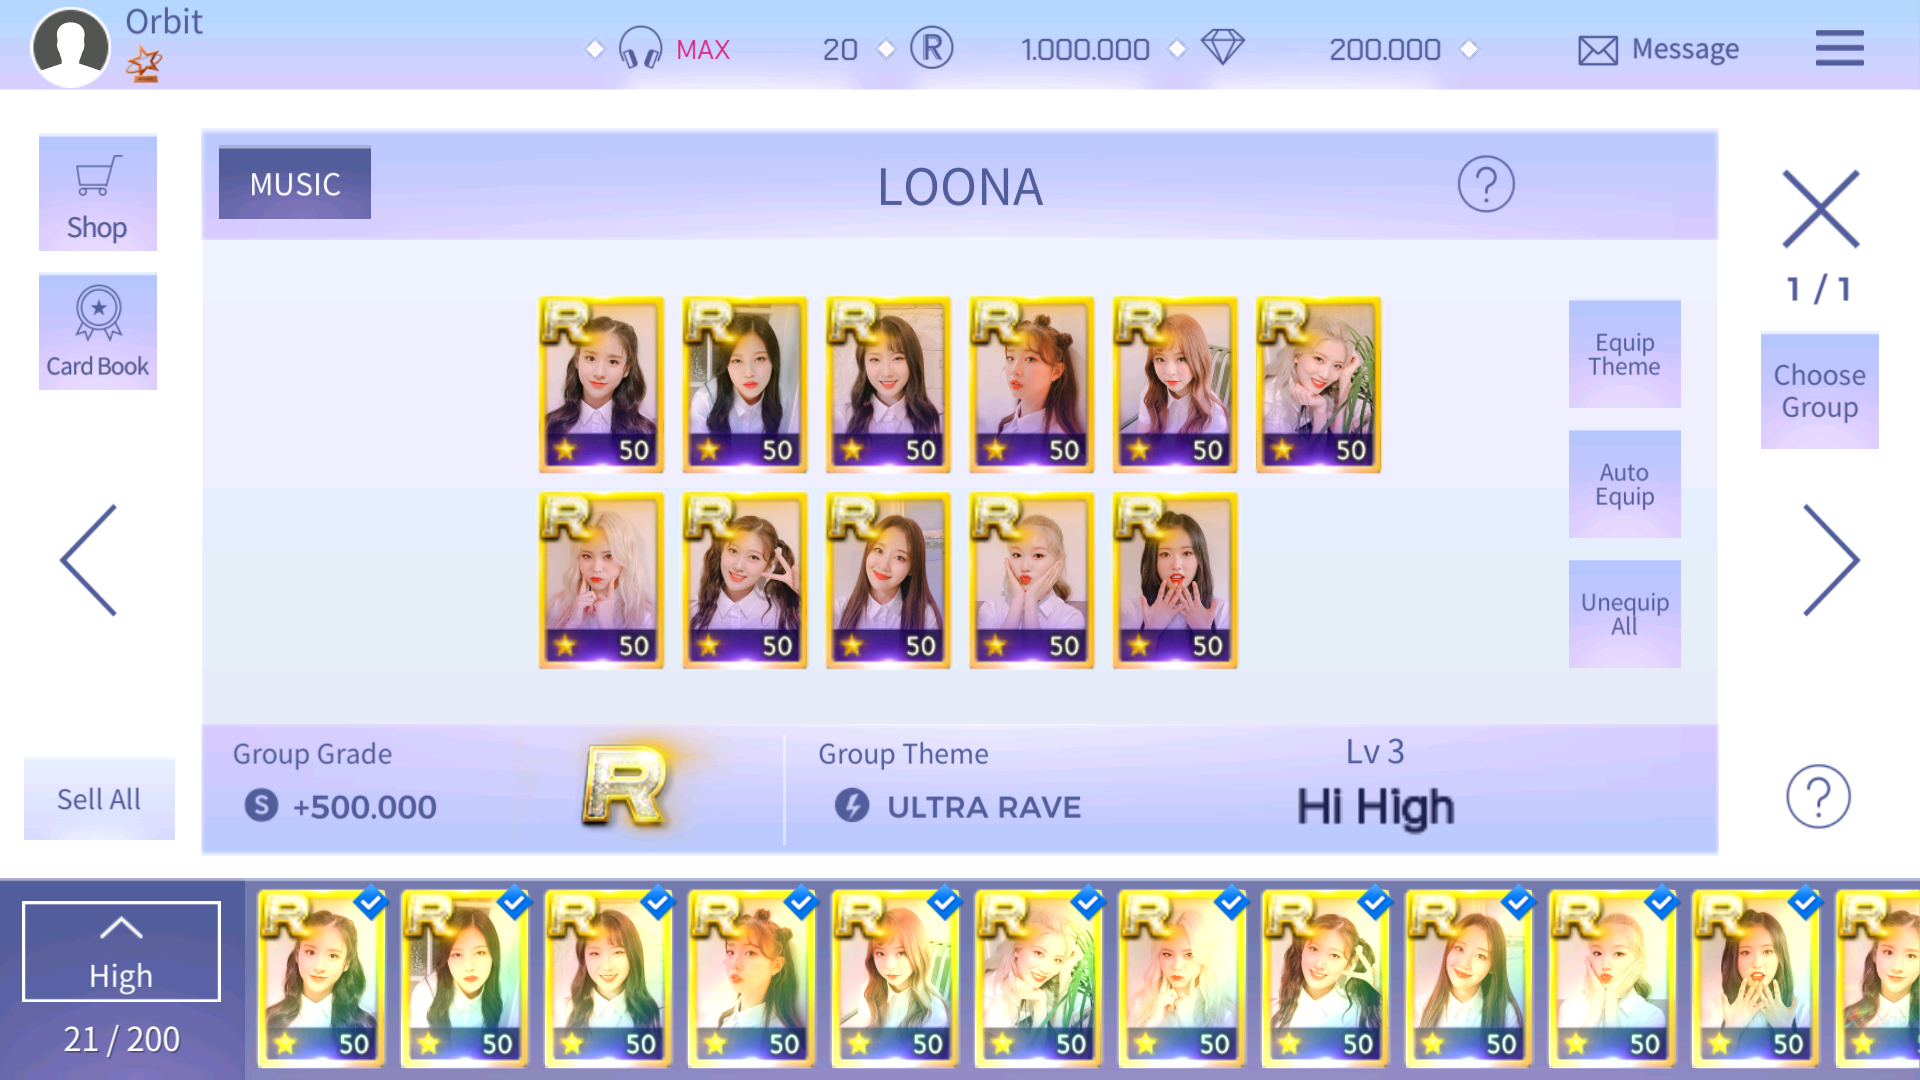 Orbit
MAX
20
R
1.000.000
200.000
Message
Shop
Card Book
MUSIC
LOONA
?
1 / 1
Equip
Theme
Choose
Group
Auto
Equip
Unequip
All
R 50
R 50
R 50
R 50
R 50
R 50
R 50
R 50
R 50
R 50
R 50
Sell All
Group Grade
S +500.000
R
Group Theme
ULTRA RAVE
Lv 3
Hi High
?
High
21 / 200
R 50
R 50
R 50
R 50
R 50
R 50
R 50
R 50
R 50
R 50
R 50
R